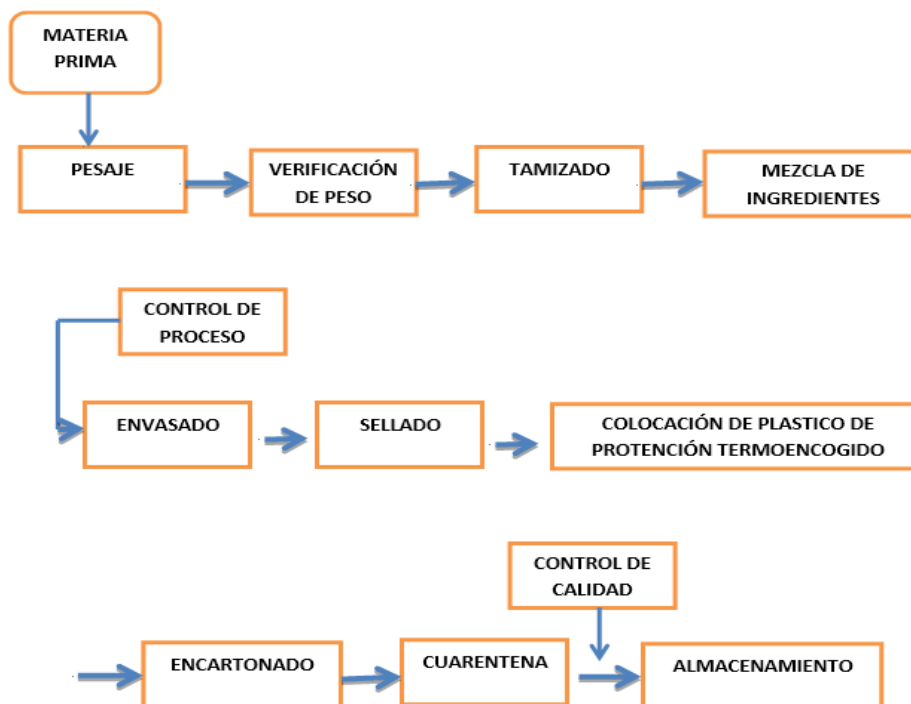 MATERIA
PRIMA
PESAJE
VERIFICACIÓN
DE PESO
TAMIZADO
MEZCLA DE
INGREDIENTES
CONTROL DE
PROCESO
ENVASADO
SELLADO
COLOCACIÓN DE PLASTICO DE
PROTENCIÓN TERMOENCOGIDO
CONTROL DE
CALIDAD
ENCARTONADO
CUARENTENA
ALMACENAMIENTO